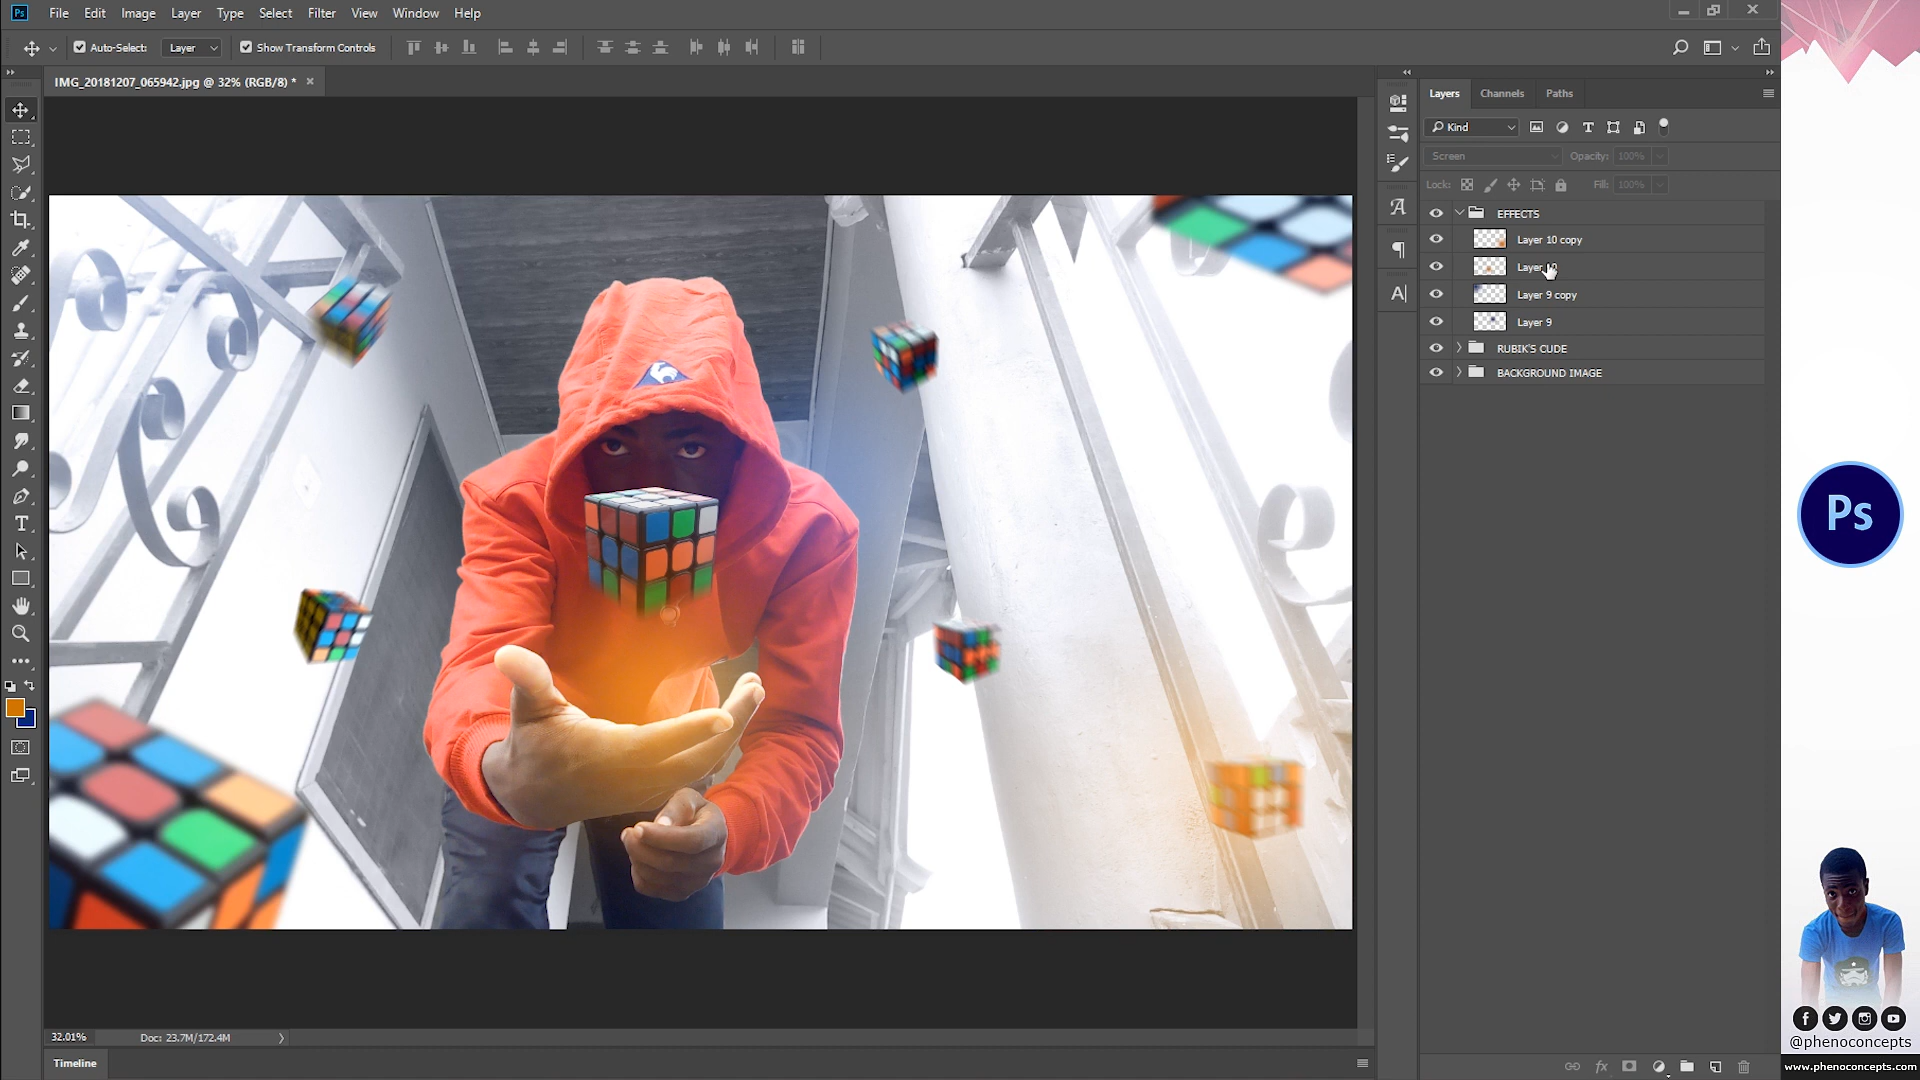 Ps File Edit Image Layer Type Select Filter View Window Help
Auto-Select: Layer Show Transform Controls
IMG_20181207_065942.jpg @ 32% (RGB/8) *
Layers Channels Paths
Kind
Screen Opacity: 100%
Lock: Fill: 100%
EFFECTS
Layer 10 copy
Layer
Layer 9 copy
Layer 9
RUBIK'S CUDE
BACKGROUND IMAGE
Ps
32.01% Doc: 23.7M/172.4M
Timeline
@phenoconcepts
www.phenoconcepts.com